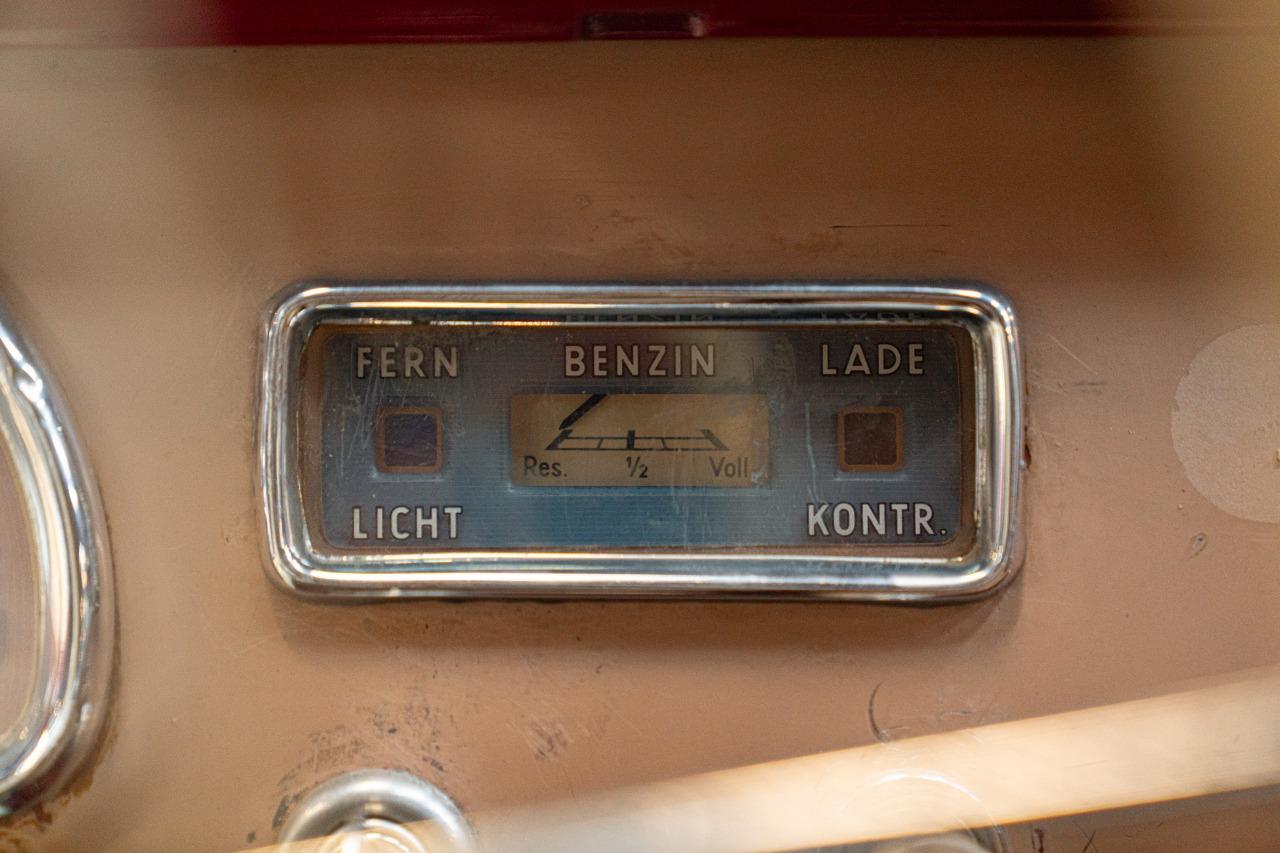 FERN BENZIN LADE
Res. ½ Voll
LICHT KONTR.